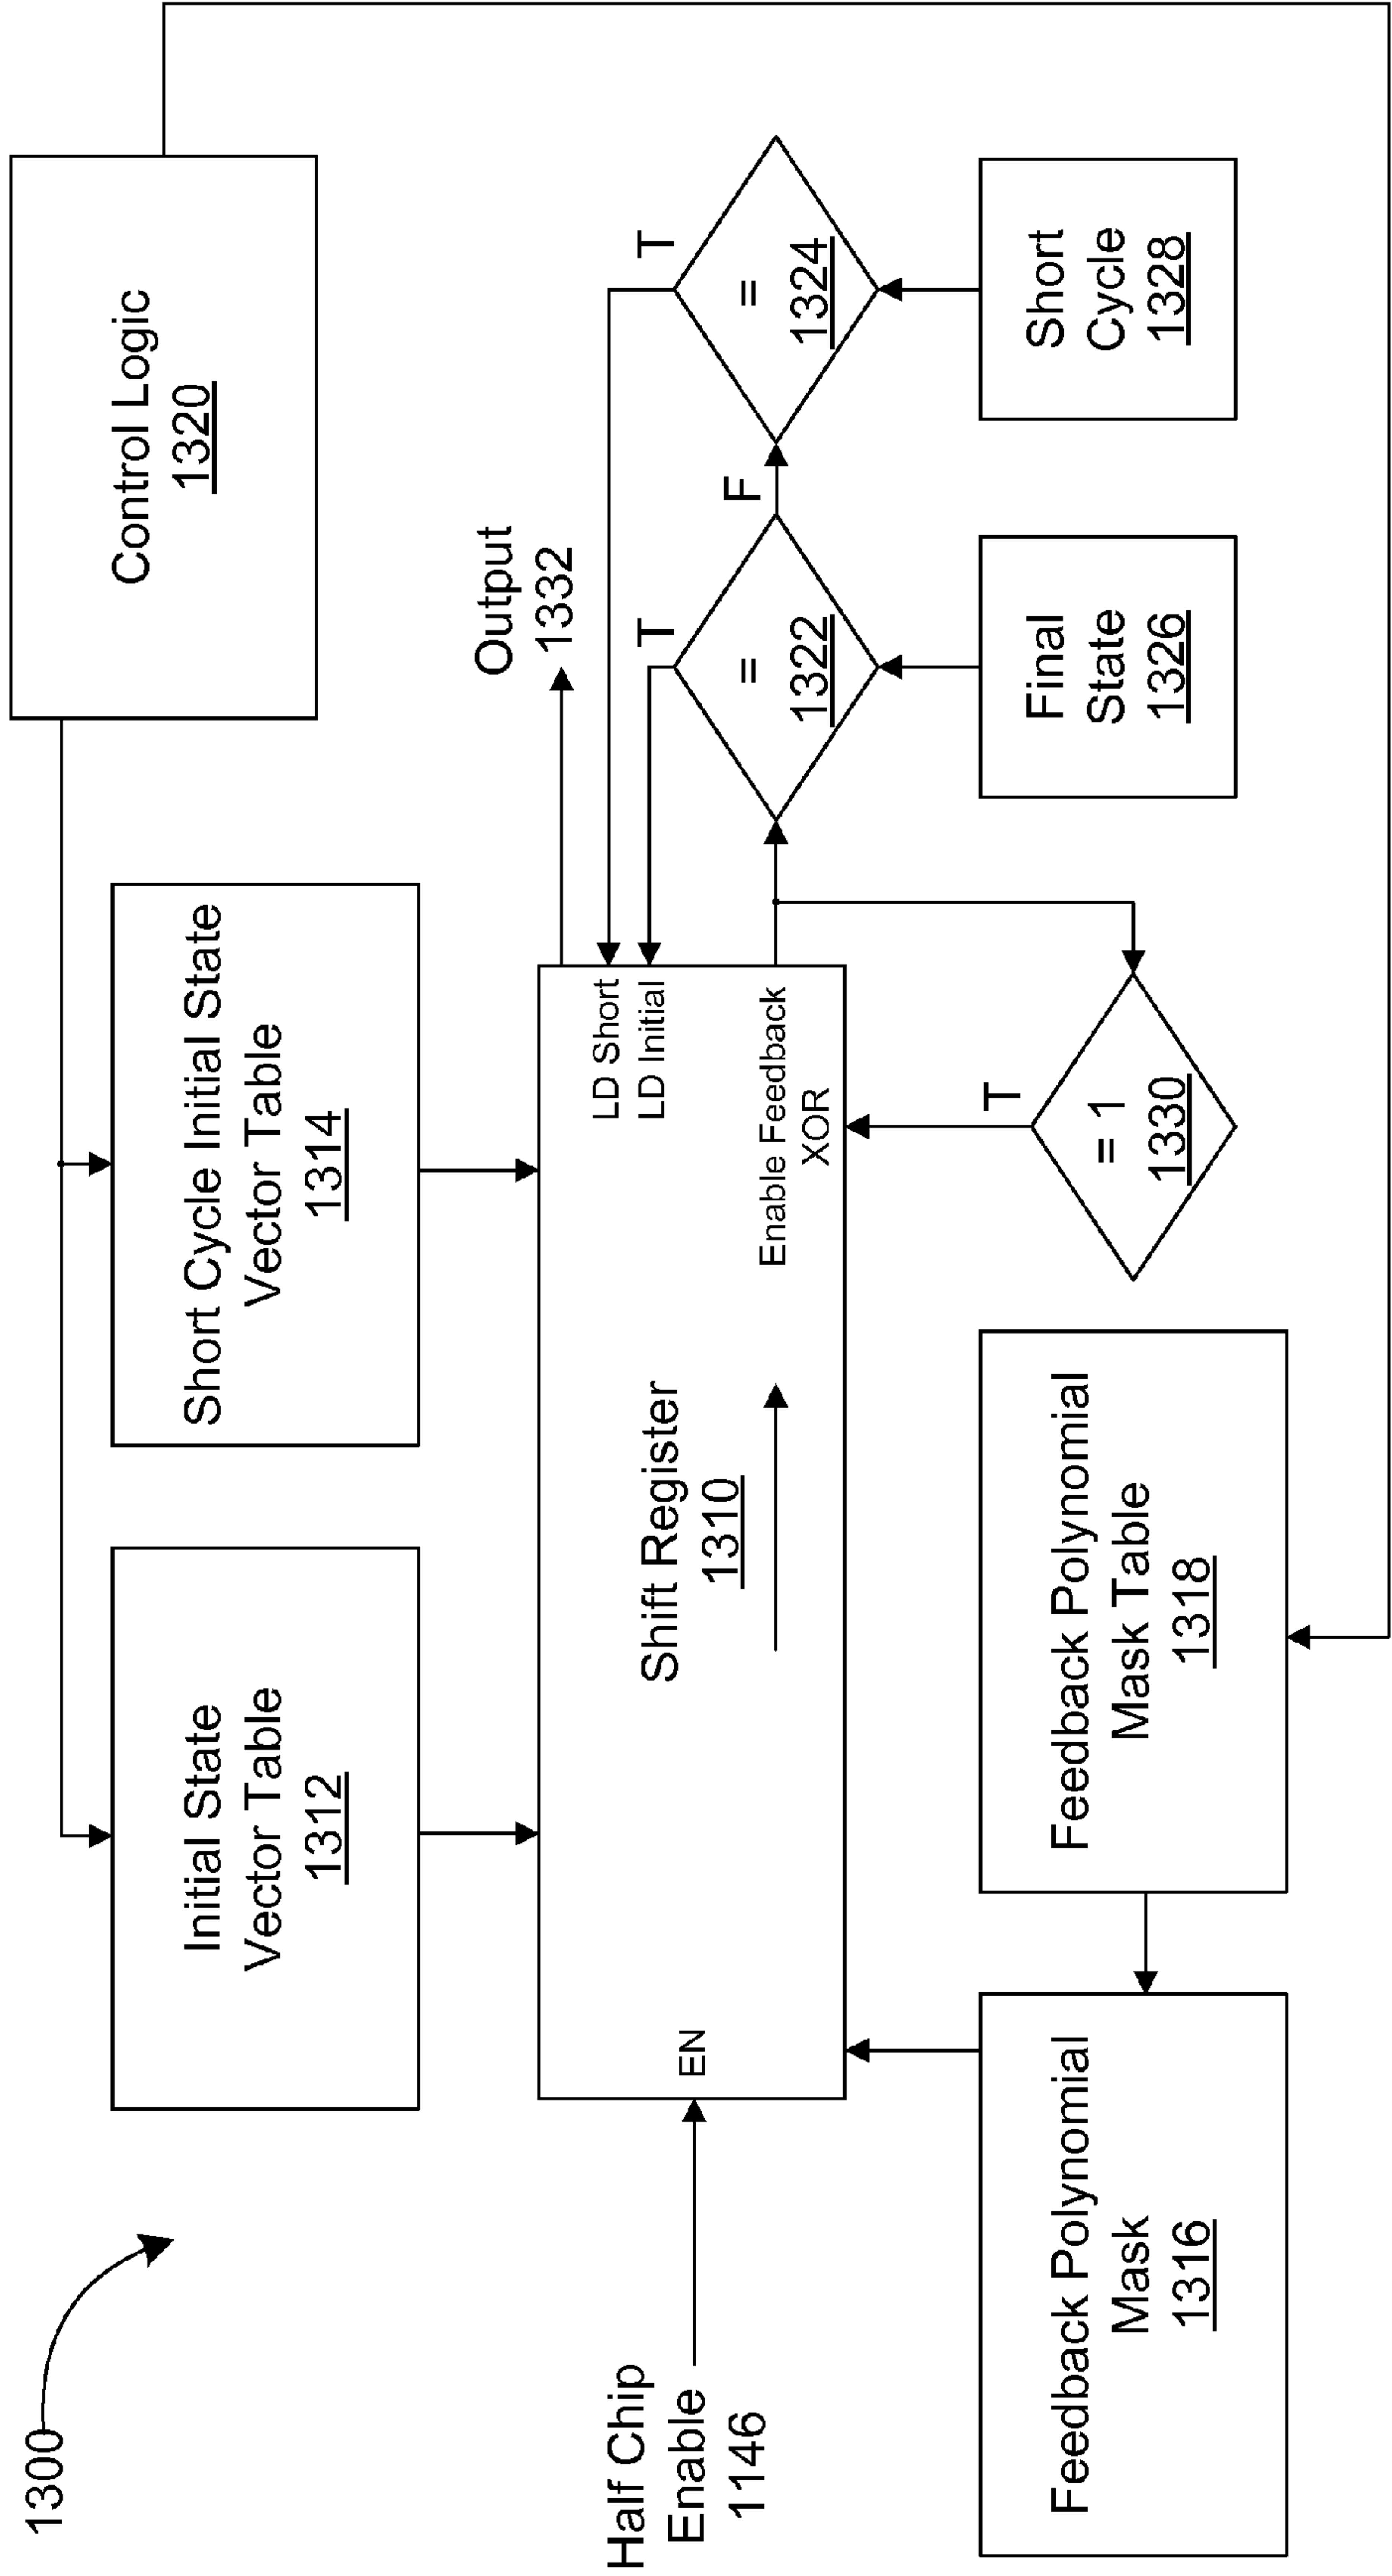 1300
Control Logic
1320
Initial State
Vector Table
1312
Short Cycle Initial State
Vector Table
1314
Output
1332
Half Chip
Enable
1146
EN
Shift Register
1310
LD Short
LD Initial
Enable Feedback
XOR
T
T
=
1322
F
=
1324
Feedback Polynomial
Mask
1316
Feedback Polynomial
Mask Table
1318
T
= 1
1330
Final
State
1326
Short
Cycle
1328